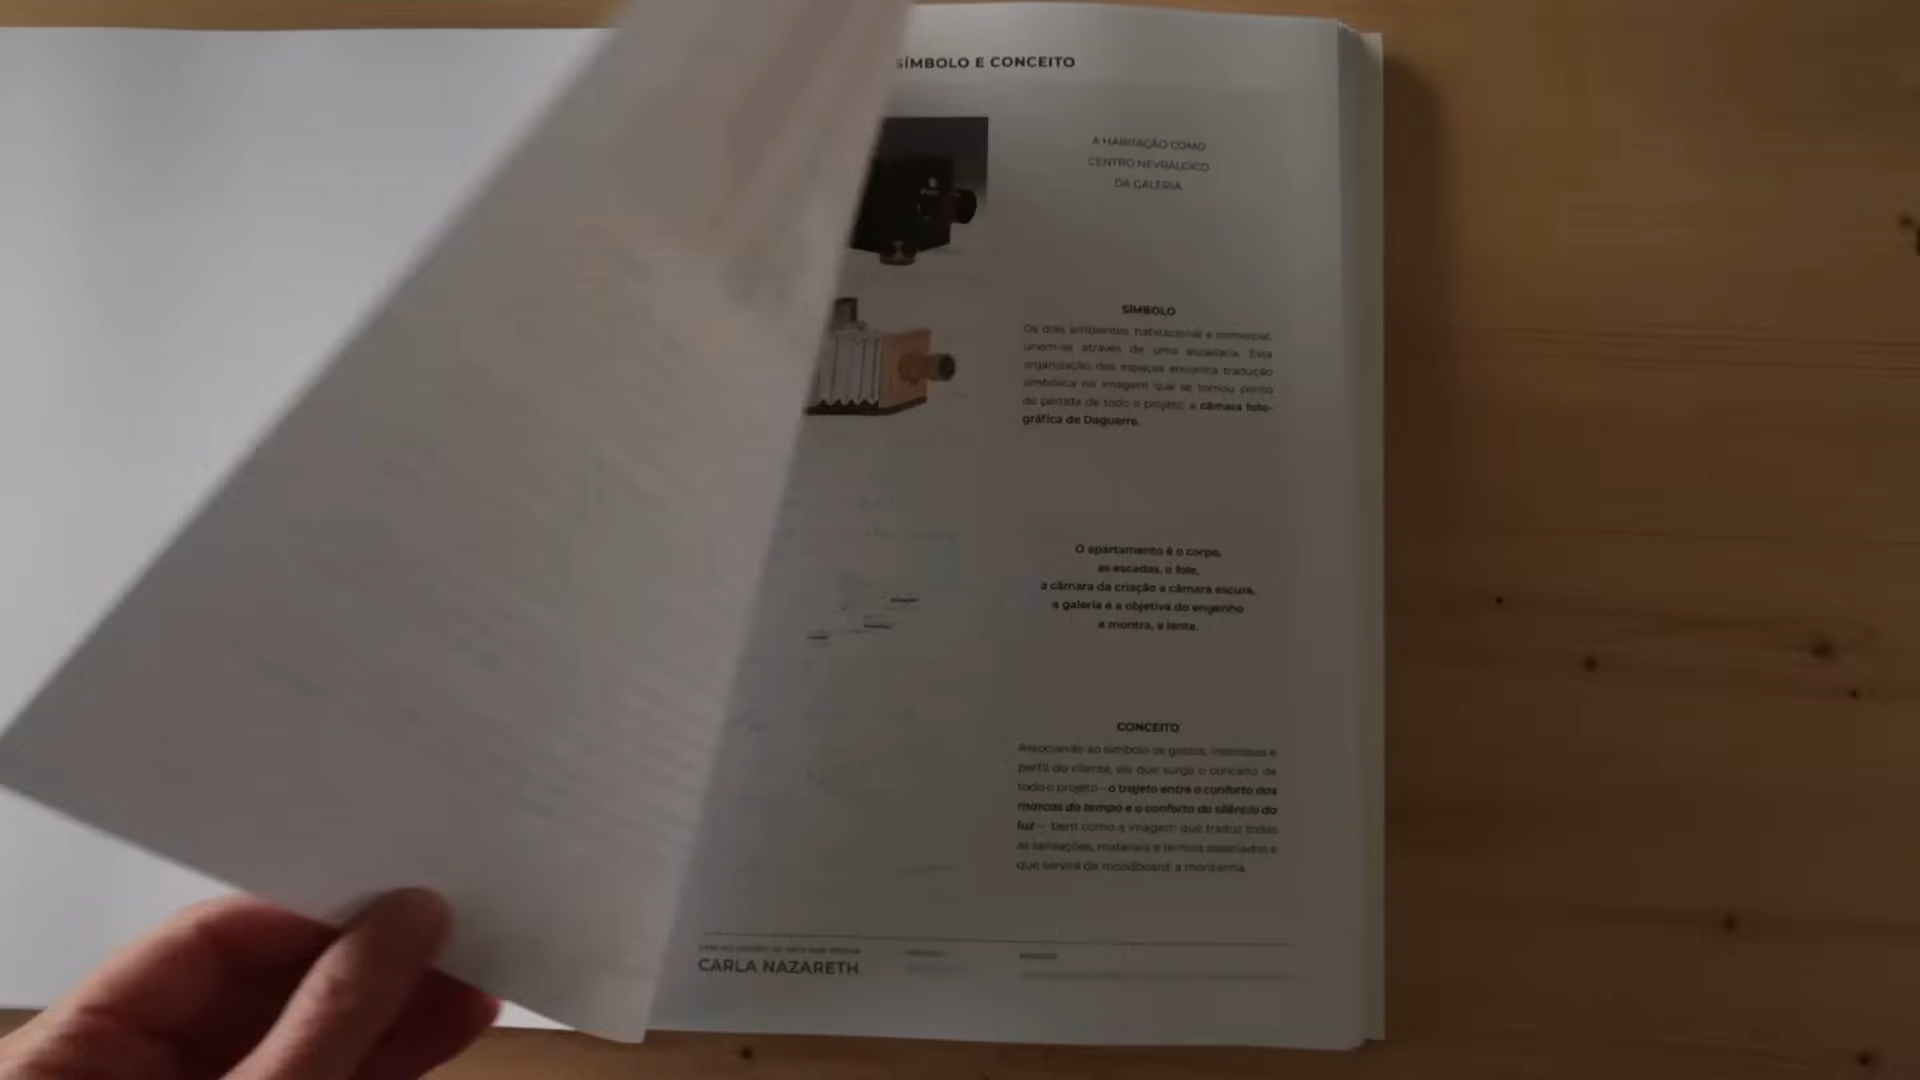 SÍMBOLO E CONCEITO
A HABITAÇÃO COMO
CENTRO NEVRÁLGICO
DA GALERIA
SÍMBOLO
Os dois ambientes, habitacional e comercial,
unem-se através de uma escadaria. Esta
organização dos espaços encontra tradução
simbólica na imagem que se tornou ponto
de partida de todo o projeto: a câmara foto-
gráfica de Daguerre.
O apartamento é o corpo,
as escadas, o fole,
a câmara da criação a câmara escura,
a galeria é a objetiva do engenho
a montra, a lente.
CONCEITO
Associando ao símbolo os gostos, interesses e
perfil do cliente, eis que surge o conceito de
todo o projeto - o trajeto entre o conforto das
marcas do tempo e o conforto do silêncio da
luz - bem como a imagem que traduz todas
as sensações, materiais e termos associados e
que servirá de moodboard: a montanha.
CARLA NAZARETH